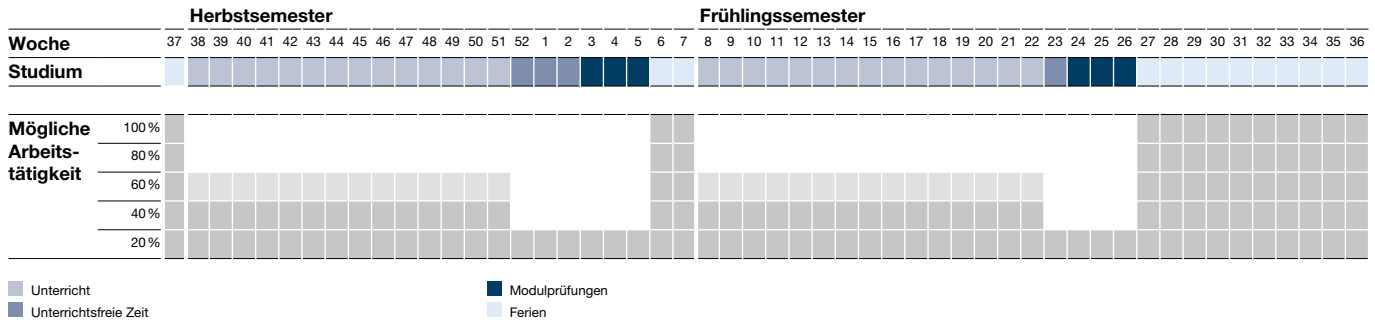 Herbstsemester Frühlingssemester
Woche 37 38 39 40 41 42 43 44 45 46 47 48 49 50 51 52 1 2 3 4 5 6 7 8 9 10 11 12 13 14 15 16 17 18 19 20 21 22 23 24 25 26 27 28 29 30 31 32 33 34 35 36
Studium
Mögliche 100 %
Arbeits- 80 %
tätigkeit 60 %
40 %
20 %
Unterricht Modulprüfungen
Unterrichtsfreie Zeit Ferien